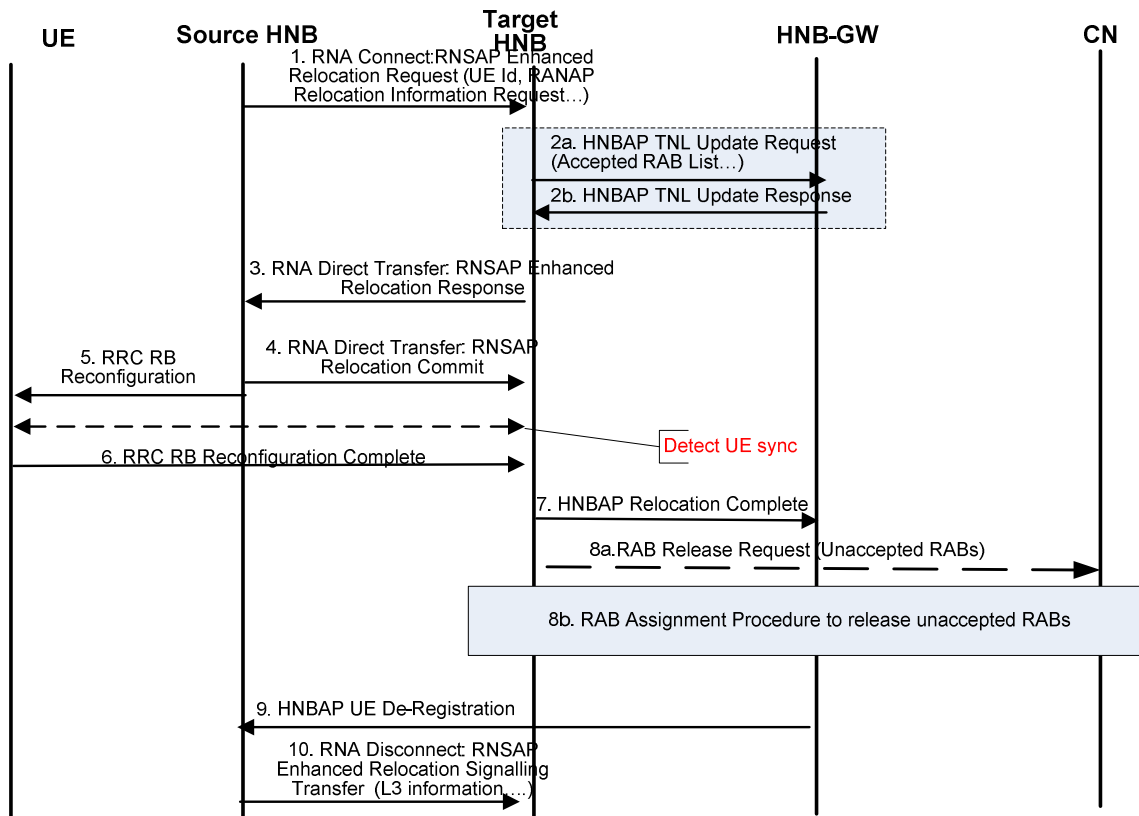 UE
Source HNB
Target
HNB
HNB-GW
CN
1. RNA Connect:RNSAP Enhanced
Relocation Request (UE Id, RANAP
Relocation Information Request…)
2a. HNBAP TNL Update Request
(Accepted RAB List…)
2b. HNBAP TNL Update Response
3. RNA Direct Transfer: RNSAP Enhanced
Relocation Response
4. RNA Direct Transfer: RNSAP
Relocation Commit
5. RRC RB
Reconfiguration
Detect UE sync
6. RRC RB Reconfiguration Complete
7. HNBAP Relocation Complete
8a.RAB Release Request (Unaccepted RABs)
8b. RAB Assignment Procedure to release unaccepted RABs
9. HNBAP UE De-Registration
10. RNA Disconnect: RNSAP
Enhanced Relocation Signalling
Transfer (L3 information,…)